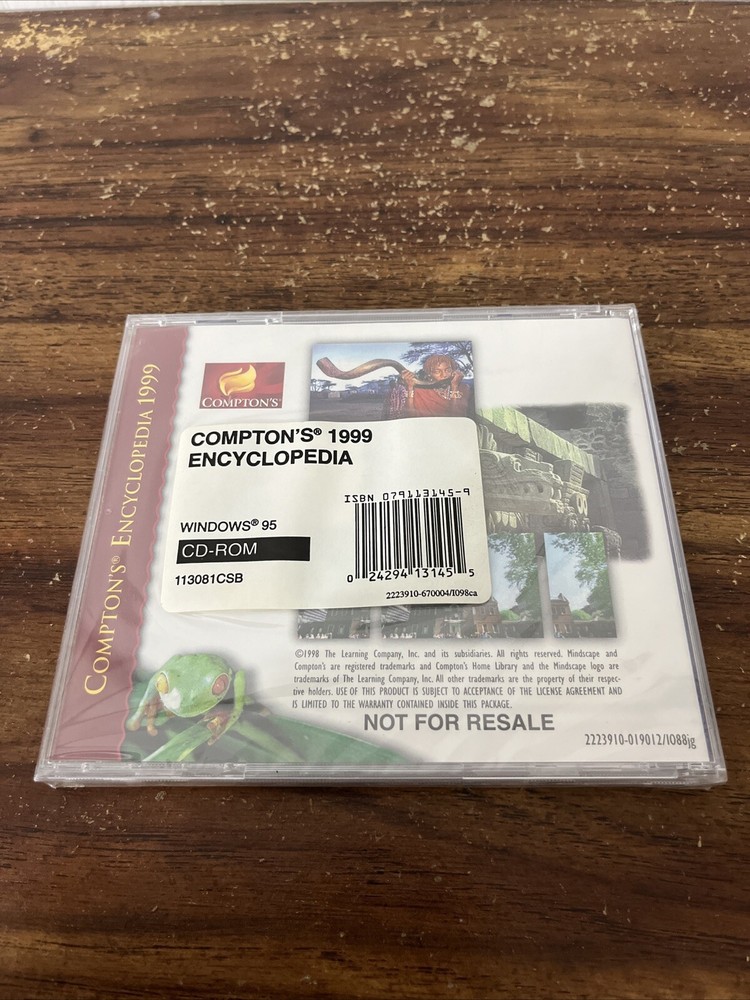 COMPTON'S® ENCYCLOPEDIA 1999
COMPTON'S®
COMPTON'S® 1999
ENCYCLOPEDIA
ISBN 079113145-9
WINDOWS® 95
CD-ROM
113081CSB
0 24294 13145 5
2223910-670004/I098ca
©1998 The Learning Company, Inc. and its subsidiaries. All rights reserved. Mindscape and
Compton's are registered trademarks and Compton's Home Library and the Mindscape logo are
trademarks of The Learning Company, Inc. All other trademarks are the property of their respec-
tive holders. USE OF THIS PRODUCT IS SUBJECT TO ACCEPTANCE OF THE LICENSE AGREEMENT AND
IS LIMITED TO THE WARRANTY CONTAINED INSIDE THIS PACKAGE.
NOT FOR RESALE
2223910-019012/I088jg